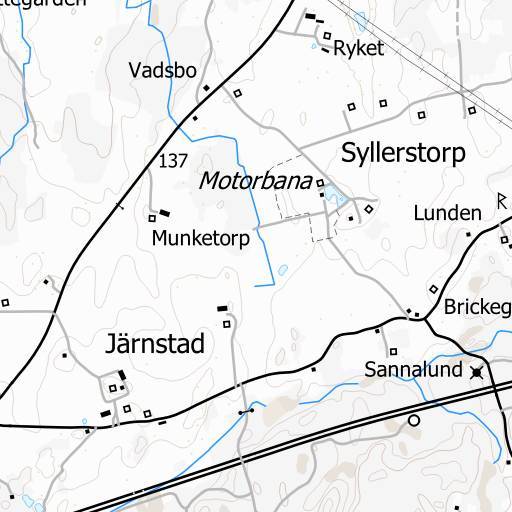 Ryket
Vadsbo
Syllerstorp
137
Motorbana
Lunden
Munketorp
Brickeg
Järnstad
Sannalund